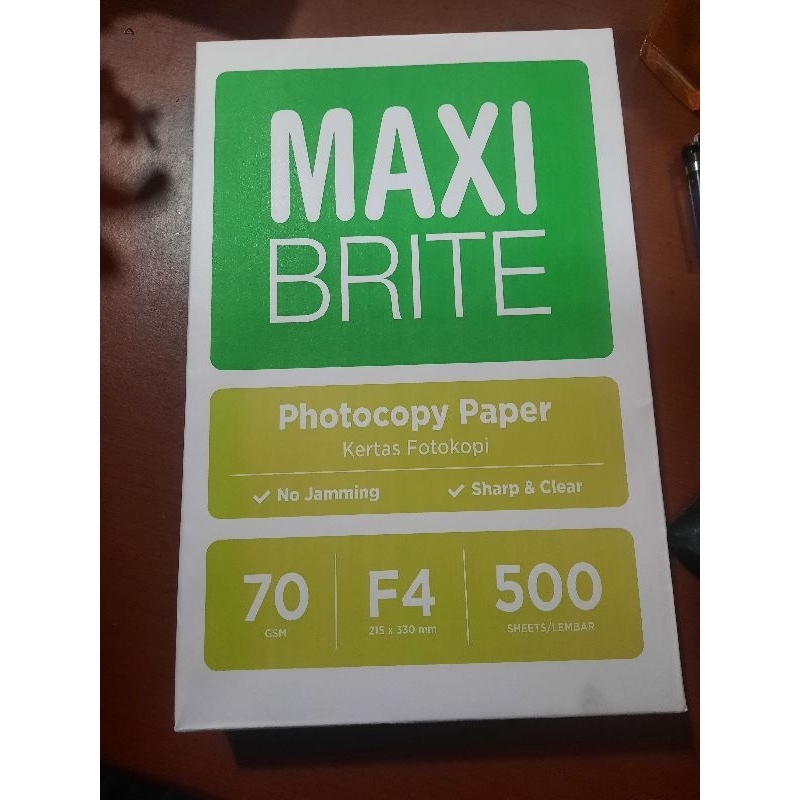 MAXI
BRITE
Photocopy Paper
Kertas Fotokopi
No Jamming
Sharp & Clear
70
GSM
F4
215 x 330 mm
500
SHEETS/LEMBAR